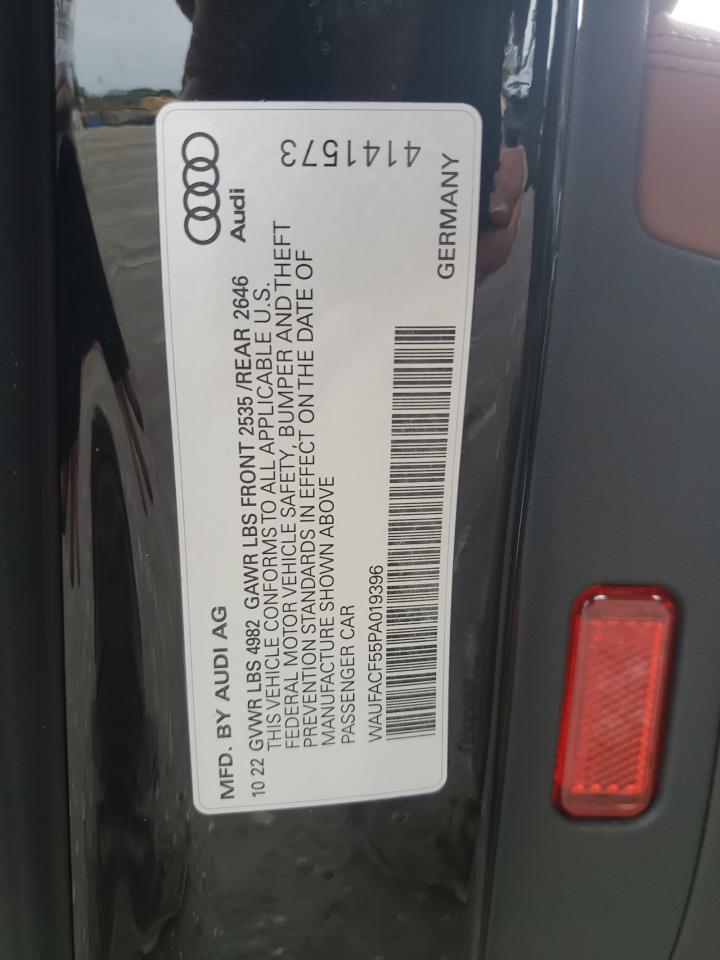 MFD. BY AUDI AG
Audi
10 22 GVWR LBS 4982 GAWR LBS FRONT 2535 /REAR 2646
THIS VEHICLE CONFORMS TO ALL APPLICABLE U.S.
FEDERAL MOTOR VEHICLE SAFETY, BUMPER AND THEFT
PREVENTION STANDARDS IN EFFECT ON THE DATE OF
MANUFACTURE SHOWN ABOVE
PASSENGER CAR
4141573
WAUFACF55PA019396
GERMANY